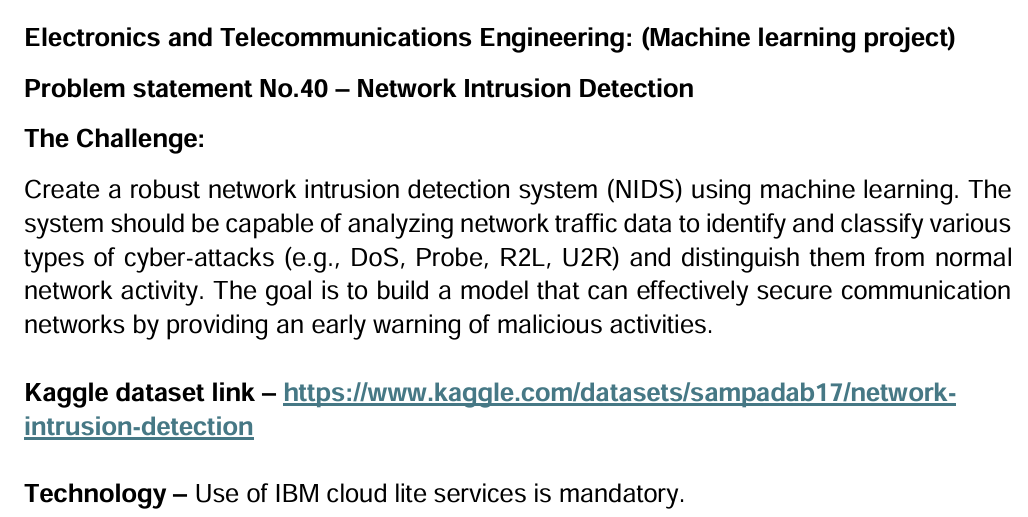 Electronics and Telecommunications Engineering: (Machine learning project)
Problem statement No.40 – Network Intrusion Detection
The Challenge:
Create a robust network intrusion detection system (NIDS) using machine learning. The
system should be capable of analyzing network traffic data to identify and classify various
types of cyber-attacks (e.g., DoS, Probe, R2L, U2R) and distinguish them from normal
network activity. The goal is to build a model that can effectively secure communication
networks by providing an early warning of malicious activities.
Kaggle dataset link – https://www.kaggle.com/datasets/sampadab17/network-
intrusion-detection
Technology – Use of IBM cloud lite services is mandatory.